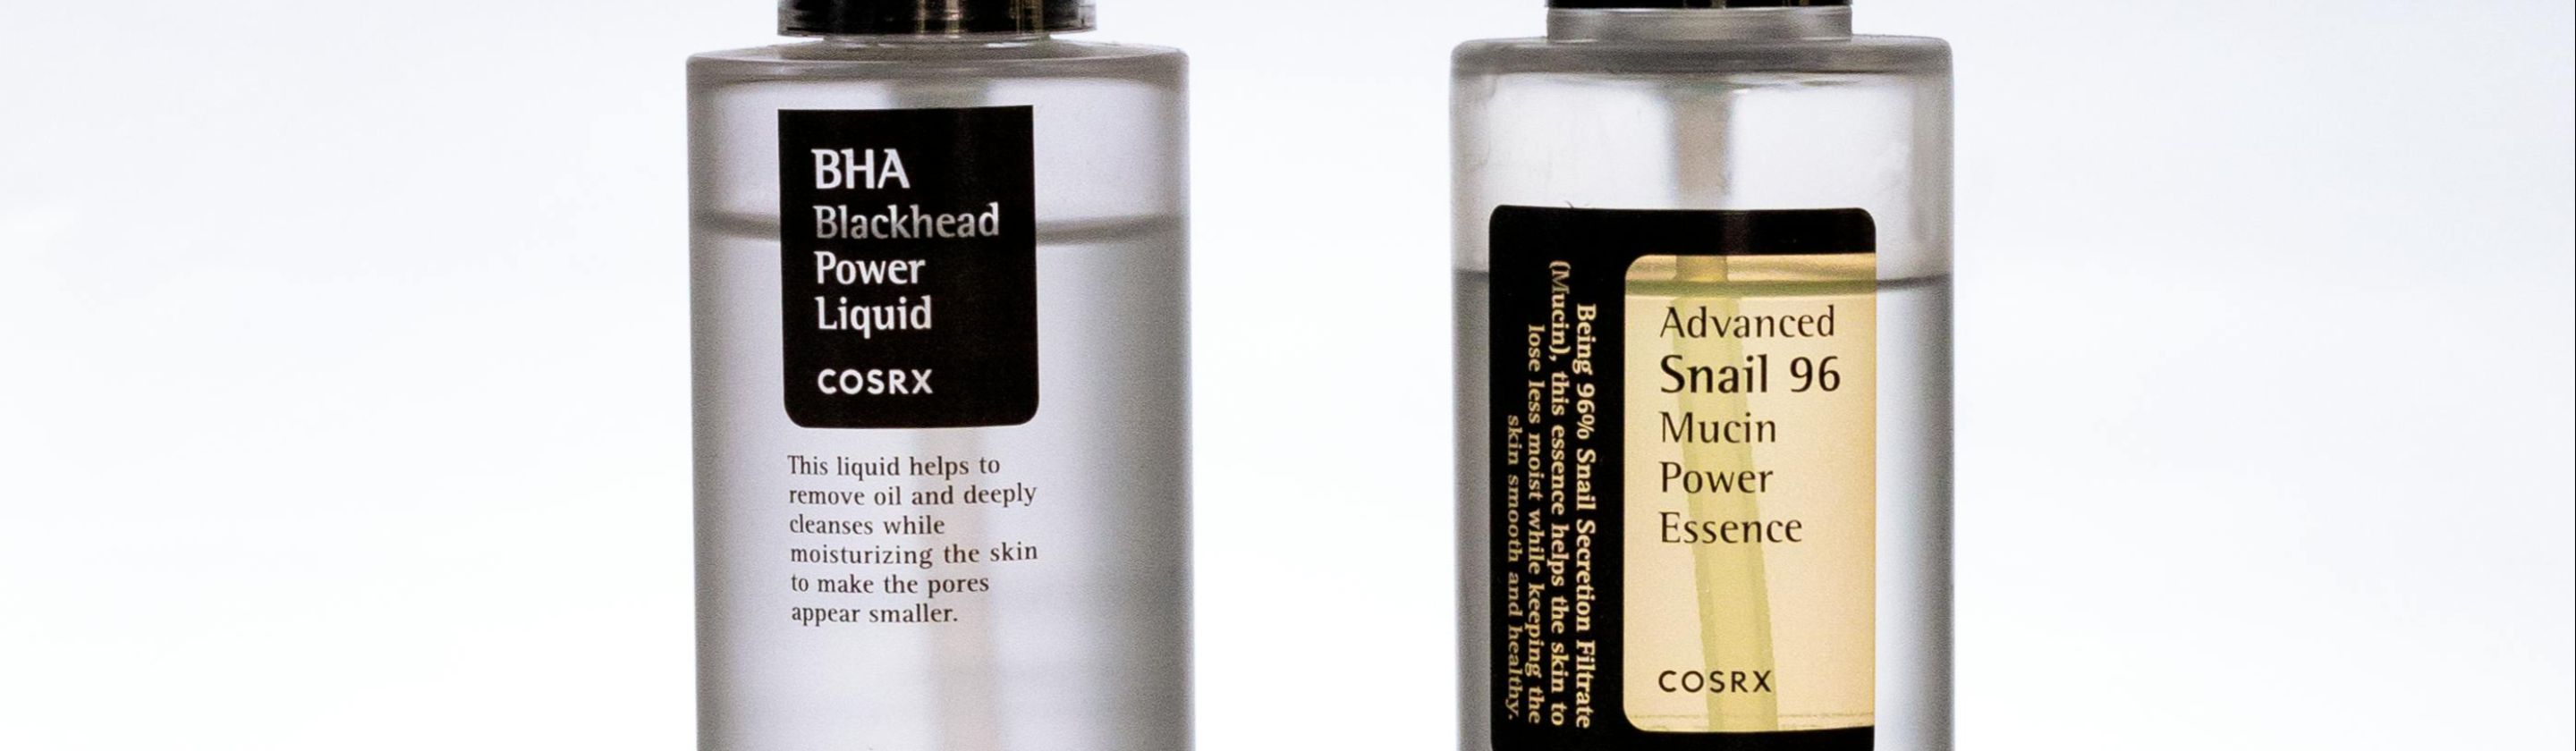 BHA
Blackhead
Power
Liquid
COSRX
This liquid helps to
remove oil and deeply
cleanses while
moisturizing the skin
to make the pores
appear smaller.
Being 96% Snail Secretion Filtrate
(Mucin), this essence helps the skin to
lose less moist while keeping the
skin smooth and healthy.
Advanced
Snail 96
Mucin
Power
Essence
COSRX